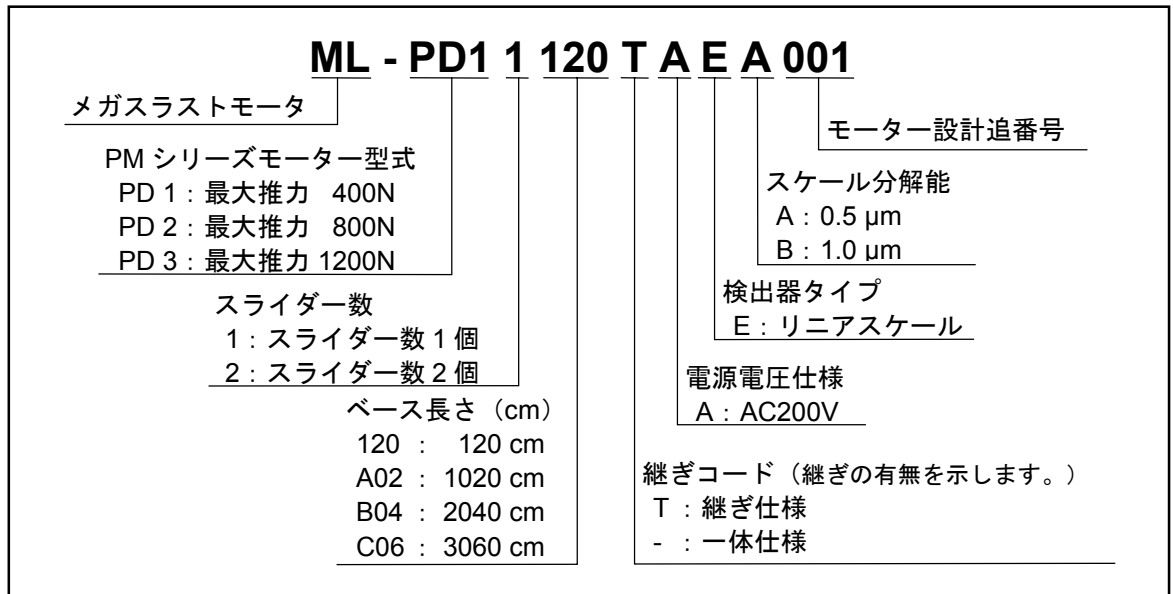 ML - PD1 1 120 T A E A 001
メガスラストモータ
PM シリーズモーター型式
PD 1：最大推力 400N
PD 2：最大推力 800N
PD 3：最大推力 1200N
スライダー数
1：スライダー数 1 個
2：スライダー数 2 個
ベース長さ（cm）
120 ： 120 cm
A02 ： 1020 cm
B04 ： 2040 cm
C06 ： 3060 cm
モーター設計追番号
スケール分解能
A：0.5 μm
B：1.0 μm
検出器タイプ
E：リニアスケール
電源電圧仕様
A：AC200V
継ぎコード（継ぎの有無を示します。）
T ：継ぎ仕様
- ：一体仕様